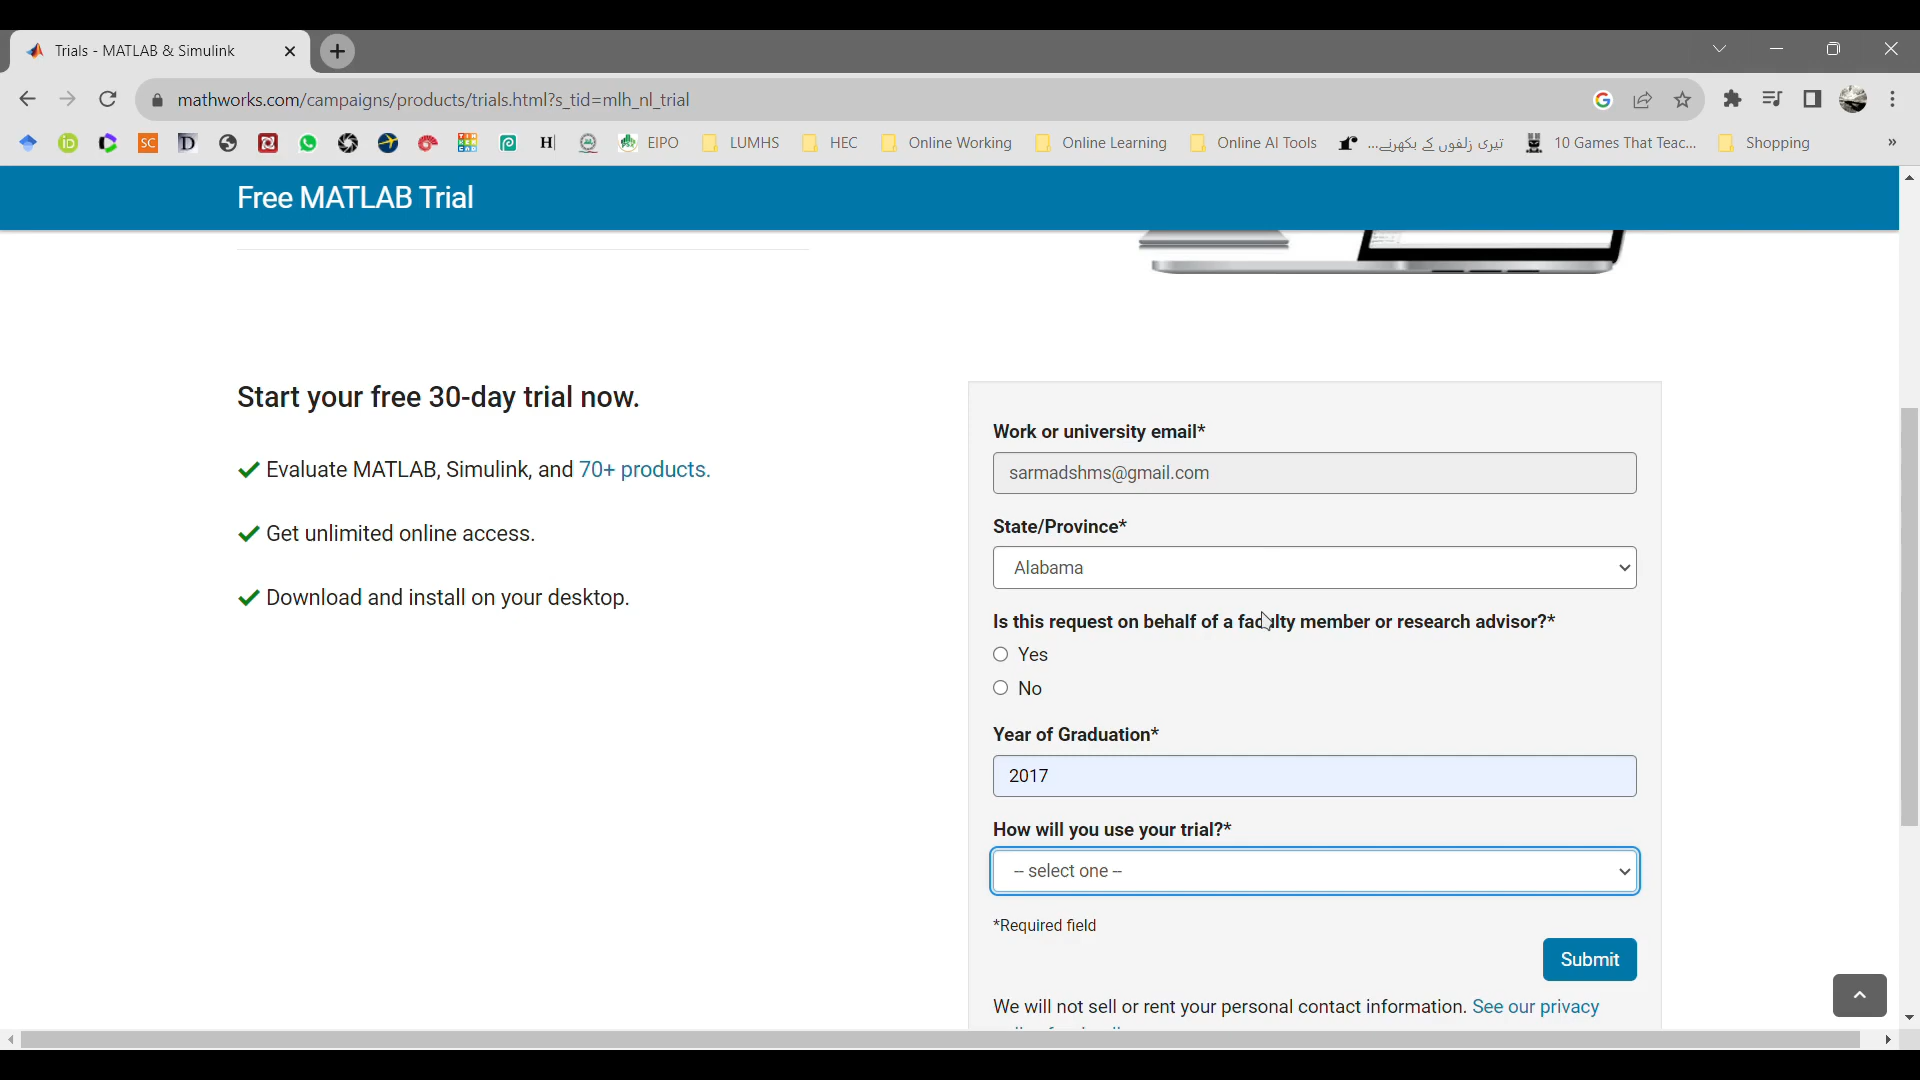 Trials - MATLAB & Simulink
mathworks.com/campaigns/products/trials.html?s_tid=mlh_nl_trial
SC
D
H
EIPO
LUMHS
HEC
Online Working
Online Learning
Online AI Tools
تیری زلفوں کے بکھرنے...
10 Games That Teac...
Shopping
»
Free MATLAB Trial
Start your free 30-day trial now.
Evaluate MATLAB, Simulink, and 70+ products.
Get unlimited online access.
Download and install on your desktop.
Work or university email*
sarmadshms@gmail.com
State/Province*
Alabama
Is this request on behalf of a faculty member or research advisor?*
Yes
No
Year of Graduation*
2017
How will you use your trial?*
-- select one --
*Required field
Submit
We will not sell or rent your personal contact information. See our privacy